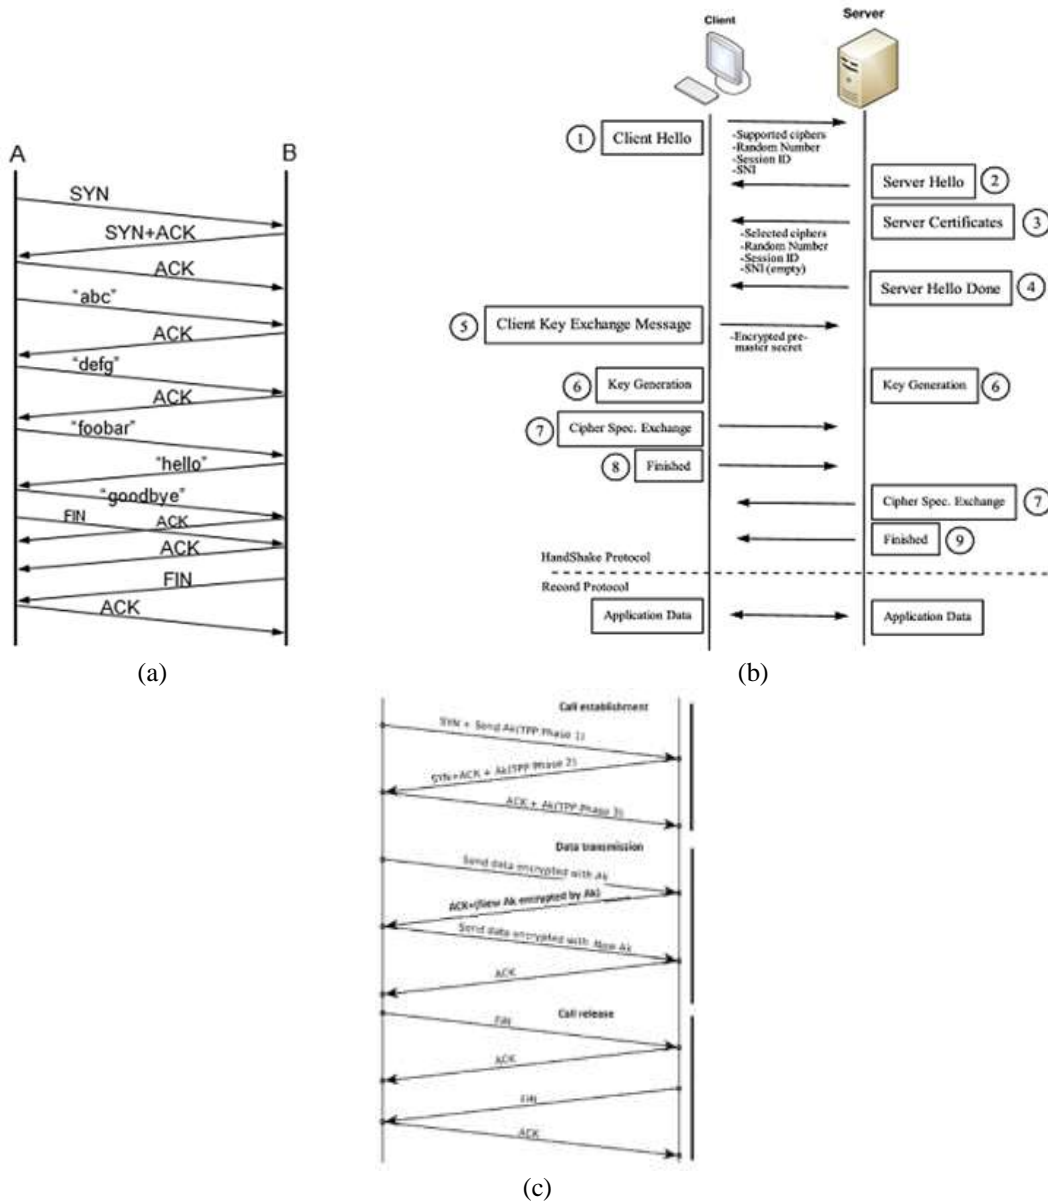 A
B
SYN
SYN+ACK
ACK
"abc"
ACK
"defg"
ACK
"foobar"
"hello"
"goodbye"
FIN
ACK
ACK
FIN
ACK
(a)
Client
Server
1
Client Hello
-Supported ciphers
-Random Number
-Session ID
-SNI
Server Hello
2
Server Certificates
3
-Selected ciphers
-Random Number
-Session ID
-SNI (empty)
Server Hello Done
4
5
Client Key Exchange Message
-Encrypted pre-
master secret
6
Key Generation
Key Generation
6
7
Cipher Spec. Exchange
8
Finished
Cipher Spec. Exchange
7
Finished
9
HandShake Protocol
Record Protocol
Application Data
Application Data
(b)
Call establishment
SYN + Send Ak(TPP Phase 1)
SYN+ACK + Ak(TPP Phase 2)
ACK + Ak(TPP Phase 3)
Data transmission
Send data encrypted with Ak
ACK+(New Ak encrypted by Ak)
Send data encrypted with New Ak
ACK
Call release
FIN
ACK
FIN
ACK
(c)